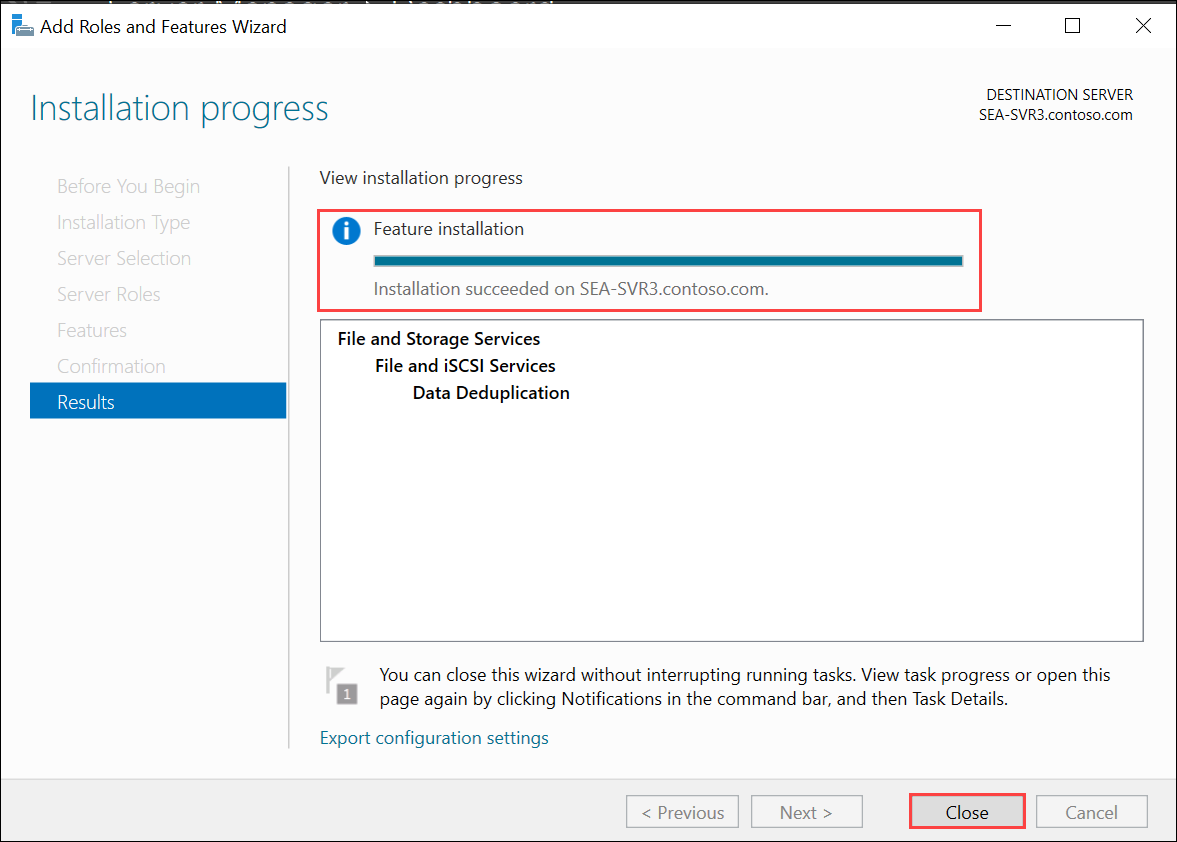 Add Roles and Features Wizard
Installation progress
DESTINATION SERVER
SEA-SVR3.contoso.com
Before You Begin
Installation Type
Server Selection
Server Roles
Features
Confirmation
Results
View installation progress
Feature installation
Installation succeeded on SEA-SVR3.contoso.com.
File and Storage Services
File and iSCSI Services
Data Deduplication
1
You can close this wizard without interrupting running tasks. View task progress or open this
page again by clicking Notifications in the command bar, and then Task Details.
Export configuration settings
< Previous
Next >
Close
Cancel